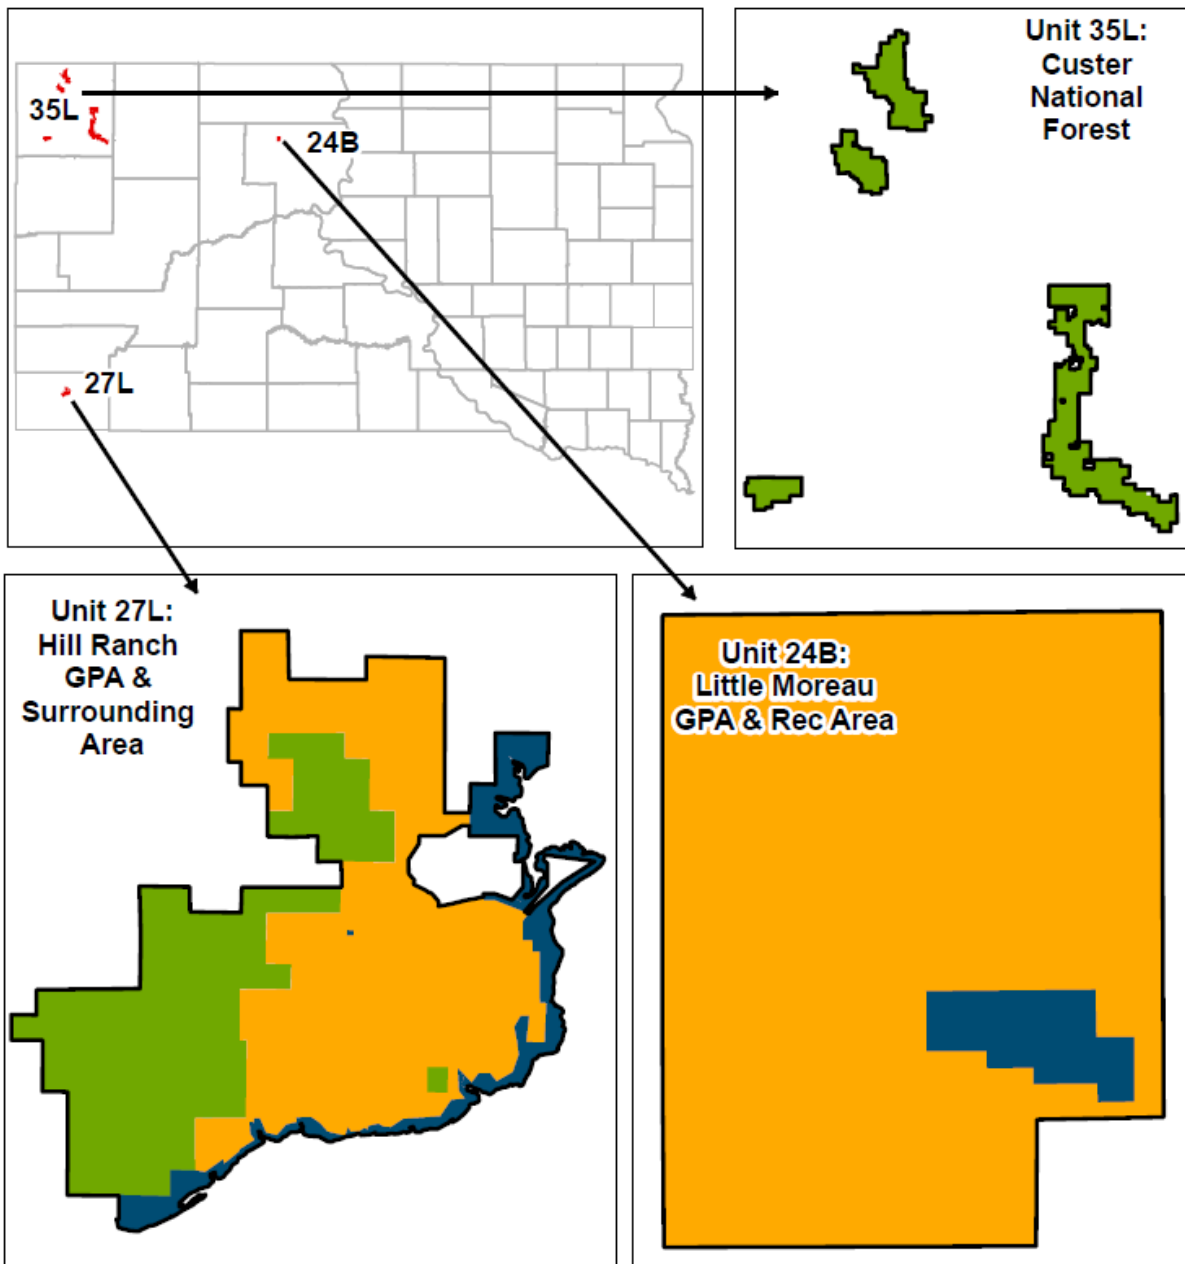 35L
24B
27L
Unit 35L:
Custer
National
Forest
Unit 27L:
Hill Ranch
GPA &
Surrounding
Area
Unit 24B:
Little Moreau
GPA & Rec Area